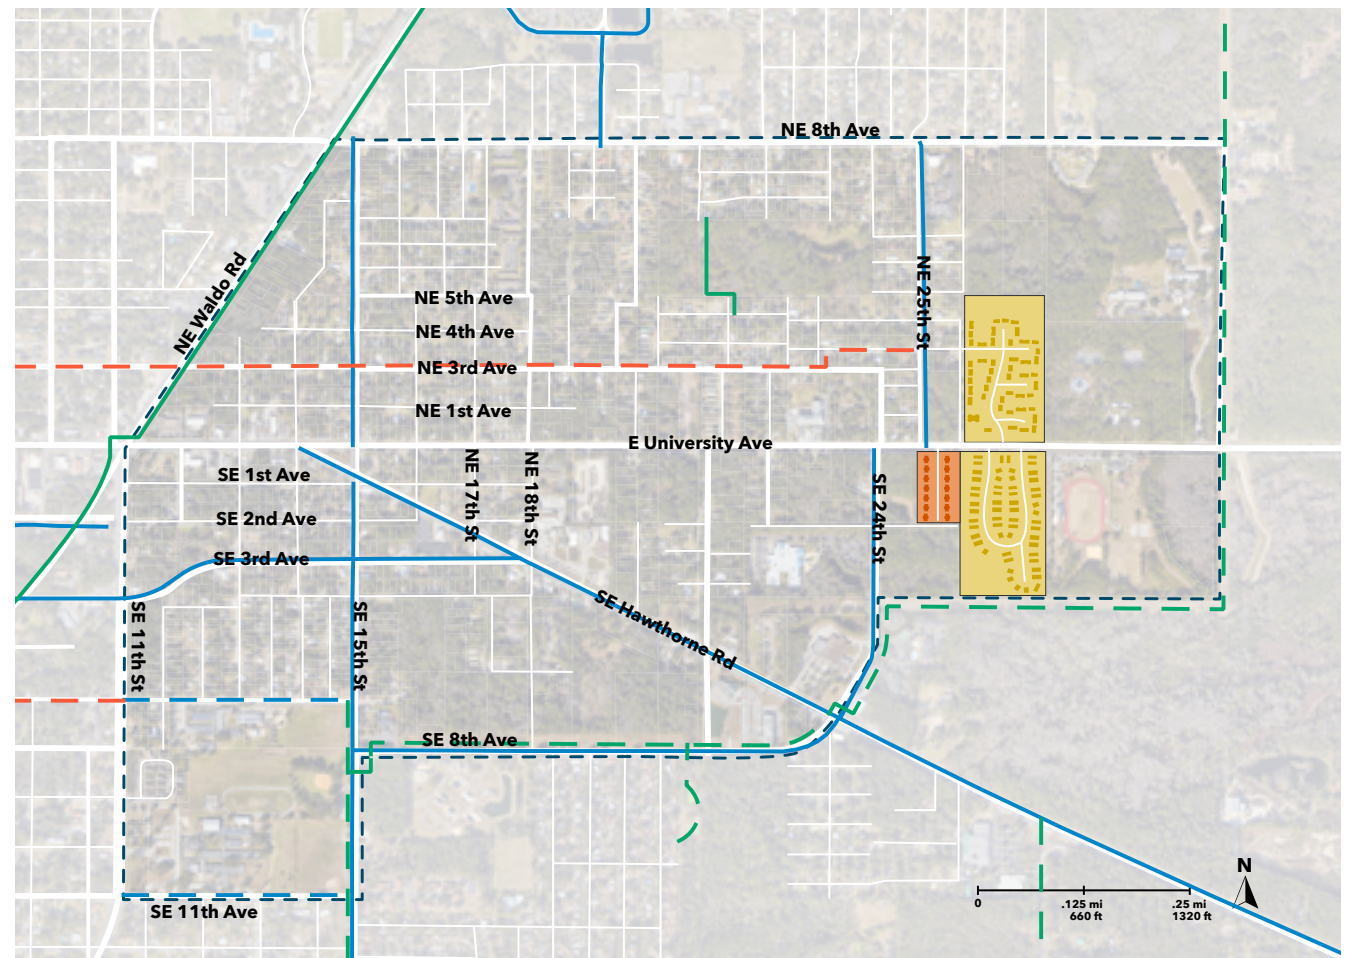 NE 8th Ave
NE Waldo Rd
NE 25th St
NE 5th Ave
NE 4th Ave
NE 3rd Ave
NE 1st Ave
E University Ave
SE 1st Ave
NE 17th St
NE 18th St
SE 24th St
SE 2nd Ave
SE 3rd Ave
SE 11th St
SE 15th St
SE Hawthorne Rd
SE 8th Ave
SE 11th Ave
N
0 .125 mi .25 mi
660 ft 1320 ft